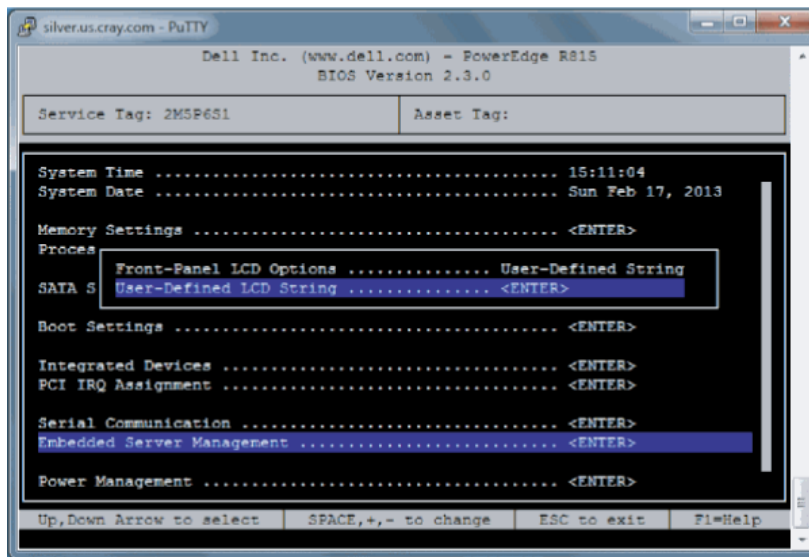 silver.us.cray.com - PuTTY
Dell Inc. (www.dell.com) - PowerEdge R815
BIOS Version 2.3.0
Service Tag: 2M5P6S1 Asset Tag:
System Time .......................................... 15:11:04
System Date .......................................... Sun Feb 17, 2013
Memory Settings ...................................... <ENTER>
Proces
Front-Panel LCD Options ............... User-Defined String
SATA S
User-Defined LCD String ............... <ENTER>
Boot Settings ........................................ <ENTER>
Integrated Devices ................................... <ENTER>
PCI IRQ Assignment ................................... <ENTER>
Serial Communication ................................. <ENTER>
Embedded Server Management ........................... <ENTER>
Power Management ..................................... <ENTER>
Up,Down Arrow to select SPACE,+,- to change ESC to exit F1=Help